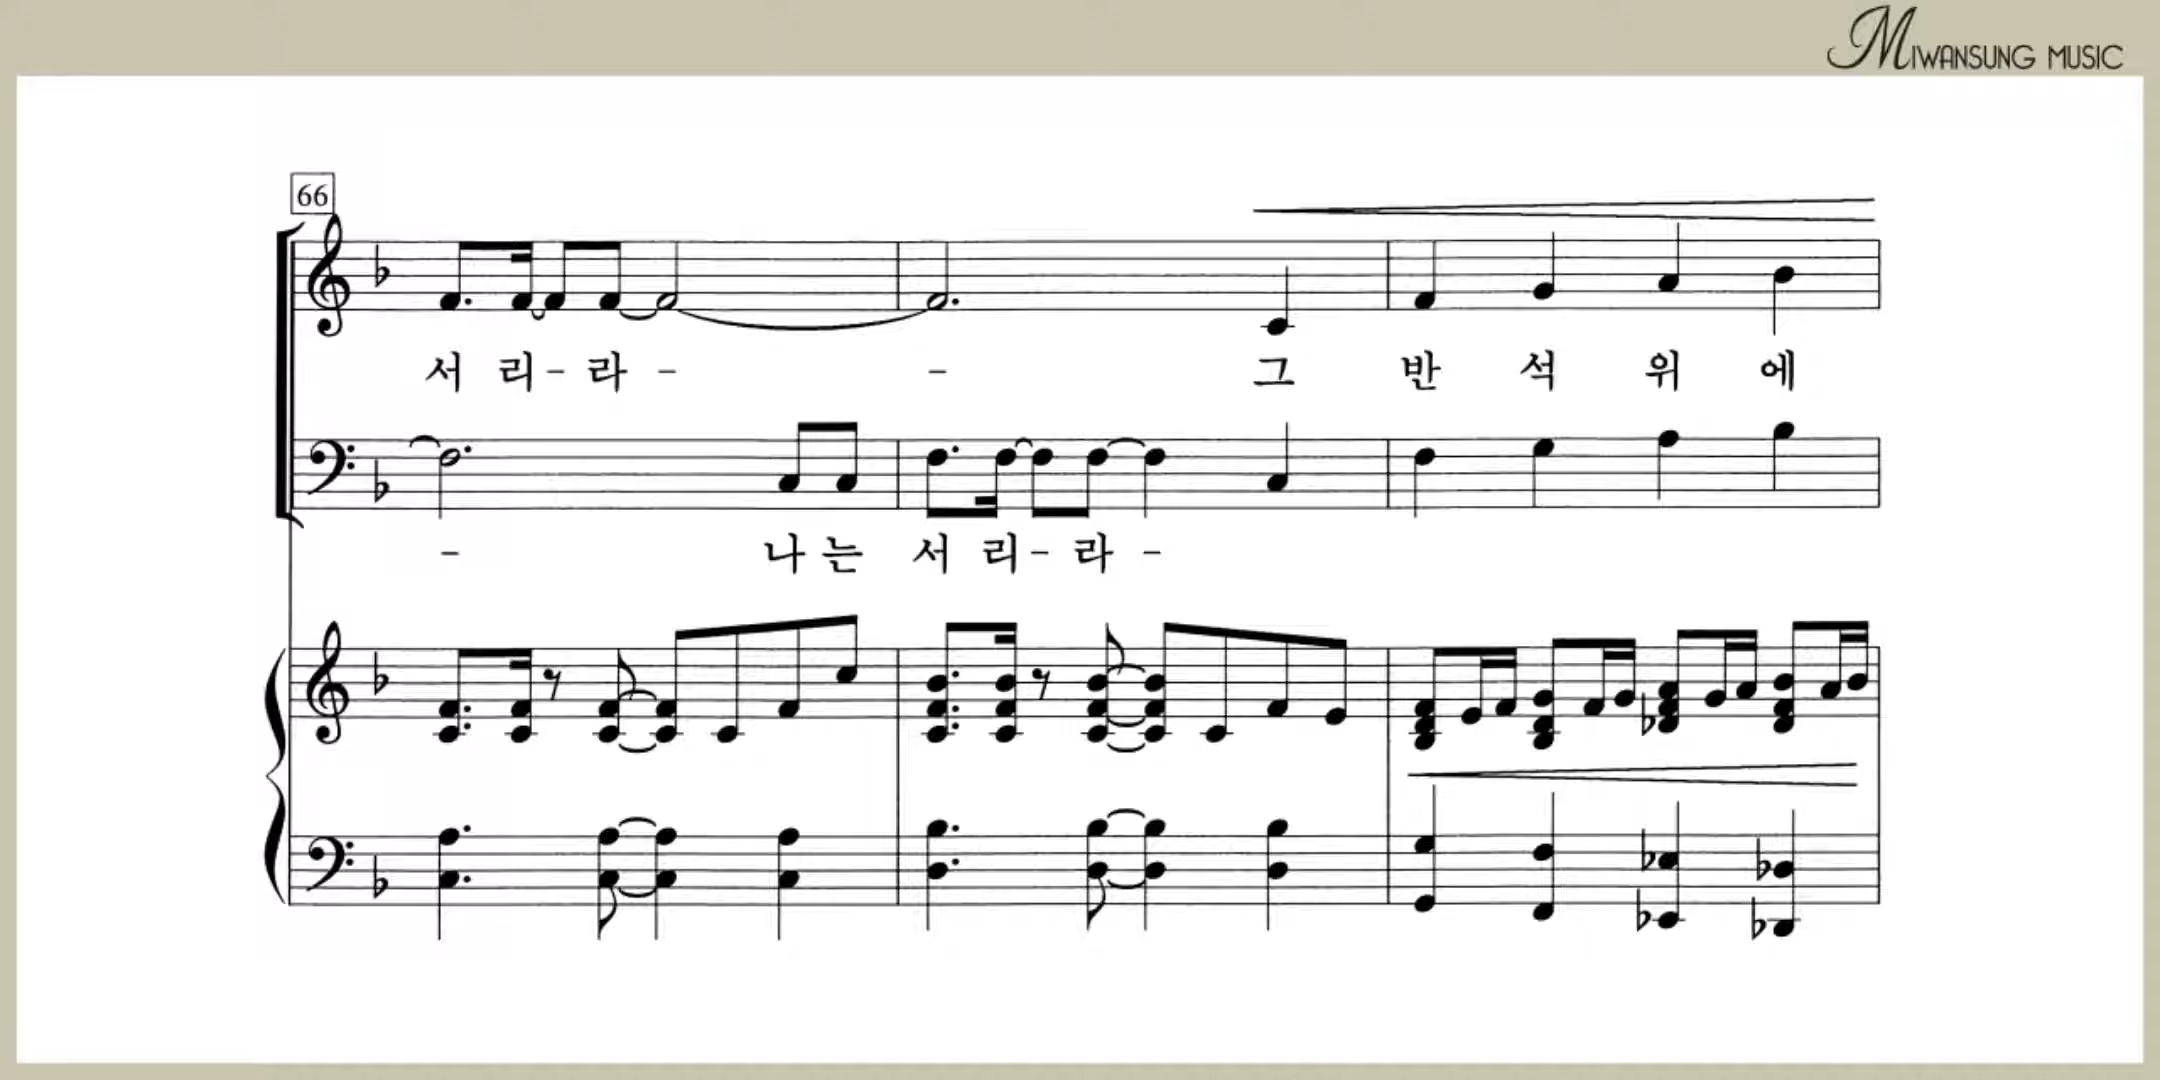 MIWANSUNG MUSIC
66
서 리 - 라 - - 그 반 석 위 에
- 나 는 서 리 - 라 -